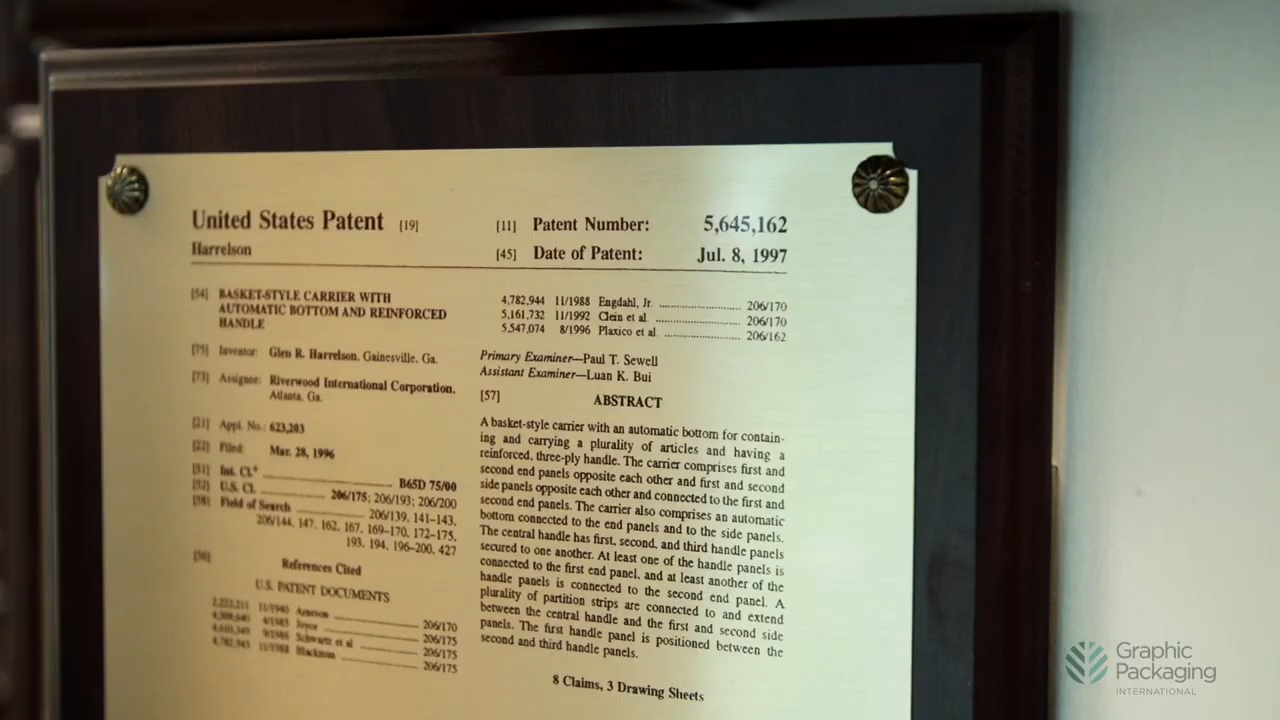 United States Patent [19]
Harrelson
[11] Patent Number: 5,645,162
[45] Date of Patent: Jul. 8, 1997
[54] BASKET-STYLE CARRIER WITH
AUTOMATIC BOTTOM AND REINFORCED
HANDLE
[75] Inventor: Glen R. Harrelson, Gainesville, Ga.
[73] Assignee: Riverwood International Corporation,
Atlanta, Ga.
[21] Appl. No.: 623,203
[22] Filed: Mar. 28, 1996
[51] Int. Cl.⁶ B65D 75/00
[52] U.S. Cl. 206/175; 206/193; 206/200
[58] Field of Search 206/139, 141–143,
206/144, 147, 162, 167, 169–170, 172–175,
193, 194, 196–200, 427
[56] References Cited
U.S. PATENT DOCUMENTS
11/1940 Arneson 206/170
4/1985 Joyce 206/175
9/1986 Schwartz et al 206/175
11/1988 Blackman 206/175
4,782,944 11/1988 Engdahl, Jr. 206/170
5,161,732 11/1992 Clein et al. 206/170
5,547,074 8/1996 Plaxico et al. 206/162
Primary Examiner—Paul T. Sewell
Assistant Examiner—Luan K. Bui
[57] ABSTRACT
A basket-style carrier with an automatic bottom for contain-
ing and carrying a plurality of articles and having a
reinforced, three-ply handle. The carrier comprises first and
second end panels opposite each other and first and second
side panels opposite each other and connected to the first and
second end panels. The carrier also comprises an automatic
bottom connected to the end panels and to the side panels.
The central handle has first, second, and third handle panels
secured to one another. At least one of the handle panels is
connected to the first end panel, and at least another of the
handle panels is connected to the second end panel. A
plurality of partition strips are connected to and extend
between the central handle and the first and second side
panels. The first handle panel is positioned between the
second and third handle panels.
8 Claims, 3 Drawing Sheets
Graphic
Packaging
INTERNATIONAL